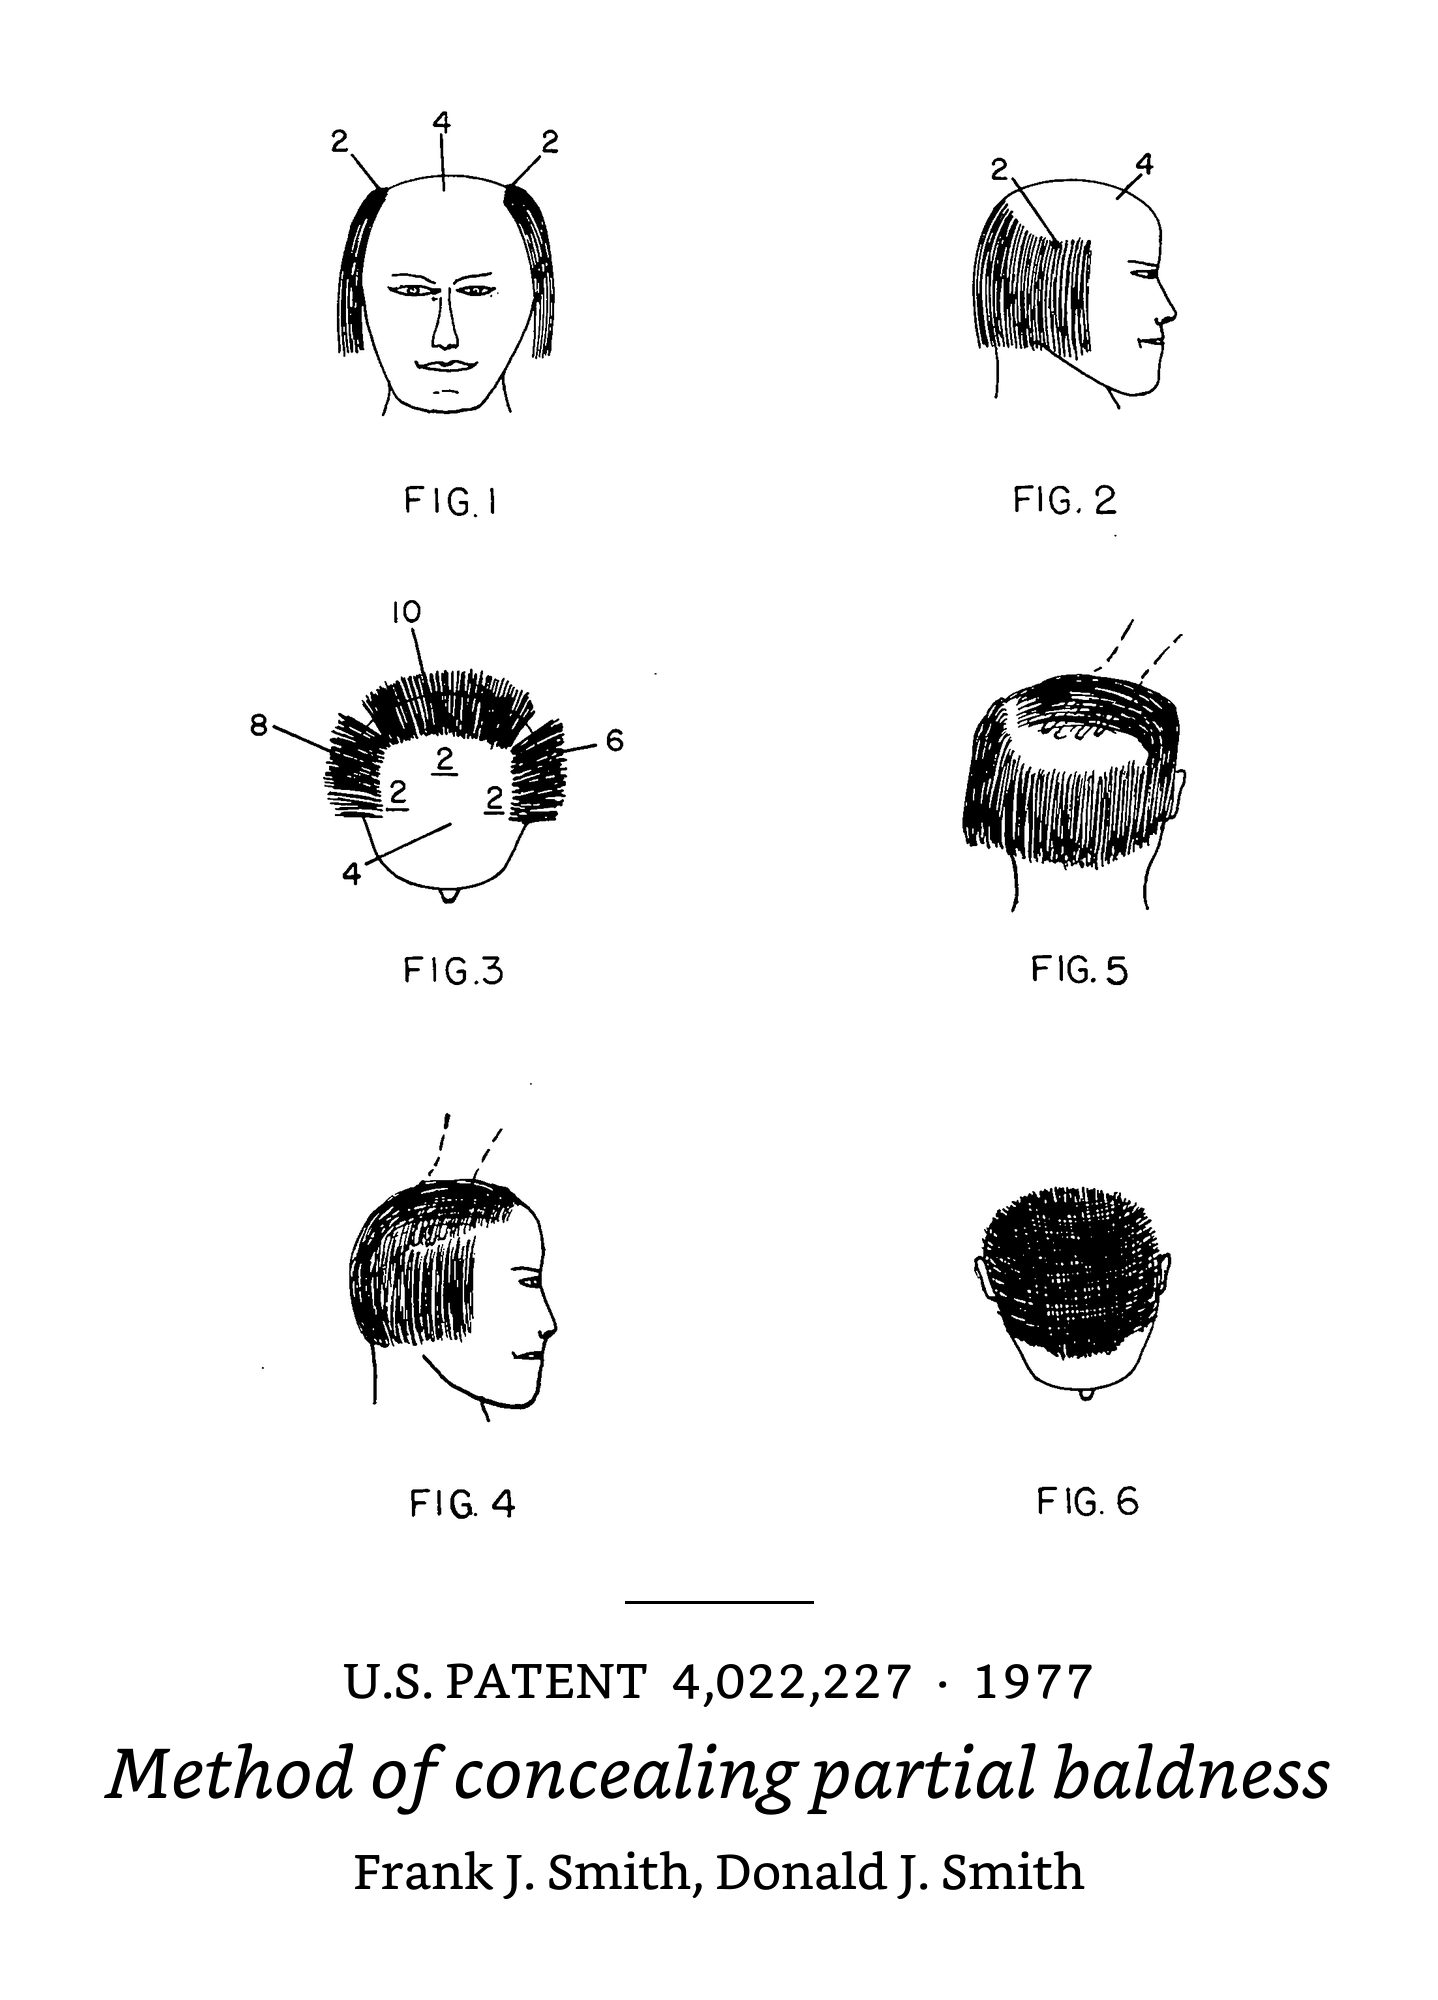 2 4 2
2 4
FIG. 1
FIG. 2
10
8
6
2
2 2
4
FIG. 3
FIG. 5
FIG. 4
FIG. 6
U.S. PATENT 4,022,227 · 1977
Method of concealing partial baldness
Frank J. Smith, Donald J. Smith